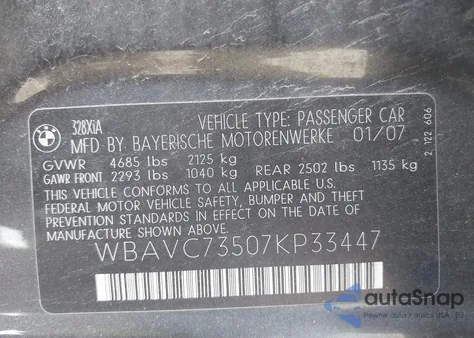 BMW
328XiA
VEHICLE TYPE: PASSENGER CAR
MFD BY BAYERISCHE MOTORENWERKE 01/07
GVWR 4685 lbs 2125 kg
GAWR FRONT 2293 lbs 1040 kg REAR 2502 lbs 1135 kg
THIS VEHICLE CONFORMS TO ALL APPLICABLE U.S.
FEDERAL MOTOR VEHICLE SAFETY, BUMPER AND THEFT
PREVENTION STANDARDS IN EFFECT ON THE DATE OF
MANUFACTURE SHOWN ABOVE.
WBAVC73507KP33447
2 122 606
autoSnap